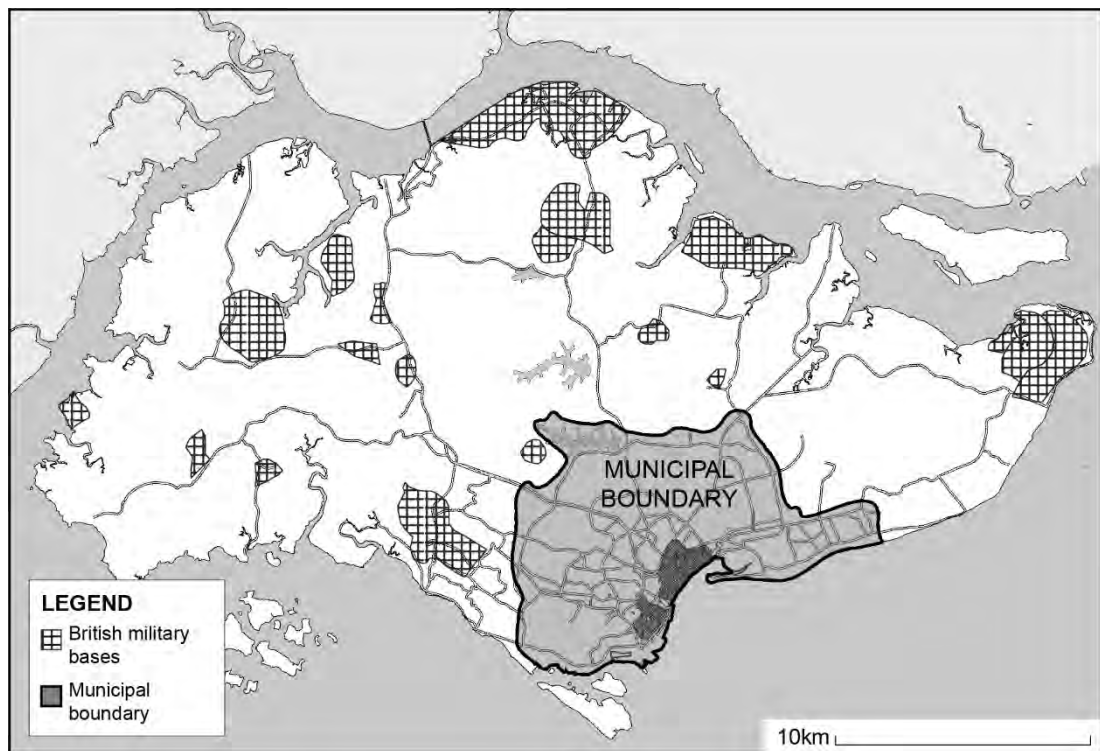 MUNICIPAL
BOUNDARY
LEGEND
British military
bases
Municipal
boundary
10km